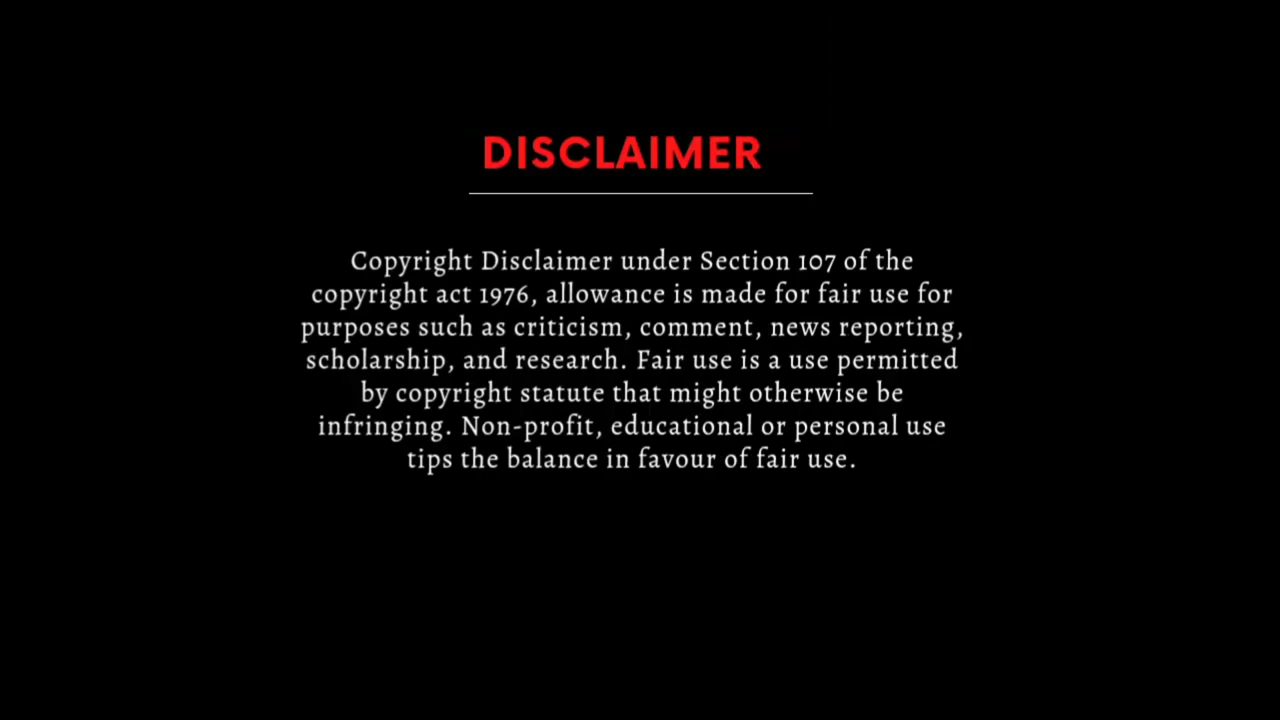 DISCLAIMER
Copyright Disclaimer under Section 107 of the
copyright act 1976, allowance is made for fair use for
purposes such as criticism, comment, news reporting,
scholarship, and research. Fair use is a use permitted
by copyright statute that might otherwise be
infringing. Non-profit, educational or personal use
tips the balance in favour of fair use.